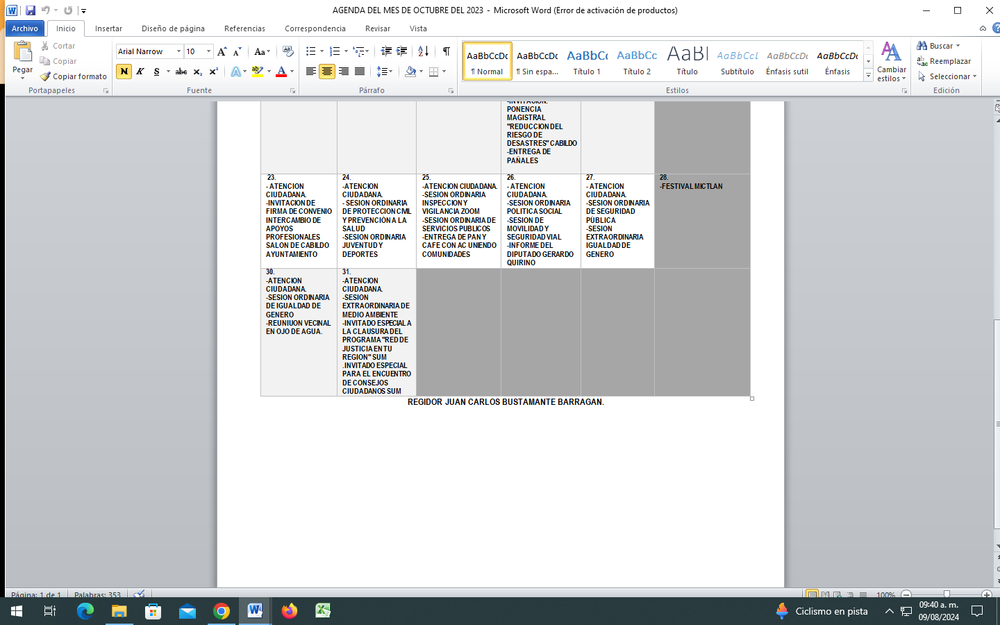 AGENDA DEL MES DE OCTUBRE DEL 2023 - Microsoft Word (Error de activación de productos)
Archivo Inicio Insertar Diseño de página Referencias Correspondencia Revisar Vista
Pegar
Cortar
Copiar
Copiar formato
Portapapeles
Arial Narrow 10
N K S abc x₂ x²
Fuente
Párrafo
AaBbCcDc AaBbCcDc AaBbC AaBbCc AaB AaBbCcL AaBbCcDc AaBbCcDc
¶ Normal ¶ Sin espa... Título 1 Título 2 Título Subtítulo Énfasis sutil Énfasis
Estilos
Cambiar
estilos
Buscar
Reemplazar
Seleccionar
Edición
-INVITACION.
PONENCIA
MAGISTRAL
"REDUCCION DEL
RIESGO DE
DESASTRES" CABILDO
-ENTREGA DE
PAÑALES
23.
- ATENCION
CIUDADANA.
-INVITACION DE
FIRMA DE CONVENIO
INTERCAMBIO DE
APOYOS
PROFESIONALES
SALON DE CABILDO
AYUNTAMIENTO
24.
-ATENCION
CIUDADANA.
- SESION ORDINARIA
DE PROTECCION CIVIL
Y PREVENCIÓN A LA
SALUD
-SESION ORDINARIA
JUVENTUD Y
DEPORTES
25.
-ATENCION CIUDADANA.
-SESION ORDINARIA
INSPECCION Y
VIGILANCIA ZOOM
-SESION ORDINARIA DE
SERVICIOS PUBLICOS
-ENTREGA DE PAN Y
CAFE CON AC UNIENDO
COMUNIDADES
26.
- ATENCION
CIUDADANA.
-SESION ORDINARIA
POLITICA SOCIAL
-SESION DE
MOVILIDAD Y
SEGURIDAD VIAL
-INFORME DEL
DIPUTADO GERARDO
QUIRINO
27.
- ATENCION
CIUDADANA.
-SESION ORDINARIA
DE SEGURIDAD
PÚBLICA
-SESION
EXTRAORDINARIA
IGUALDAD DE
GENERO
28.
-FESTIVAL MICTLAN
30.
-ATENCION
CIUDADANA.
-SESION ORDINARIA
DE IGUALDAD DE
GENERO
-REUNIUON VECINAL
EN OJO DE AGUA.
31.
-ATENCION
CIUDADANA.
-SESION
EXTRAORDINARIA DE
MEDIO AMBIENTE
-INVITADO ESPECIAL A
LA CLAUSURA DEL
PROGRAMA "RED DE
JUSTICIA EN TU
REGION" SUM
.INVITADO ESPECIAL
PARA EL ENCUENTRO
DE CONSEJOS
CIUDADANOS SUM
REGIDOR JUAN CARLOS BUSTAMANTE BARRAGAN.
Página: 1 de 1 Palabras: 353 100%
Ciclismo en pista
09:40 a. m.
09/08/2024